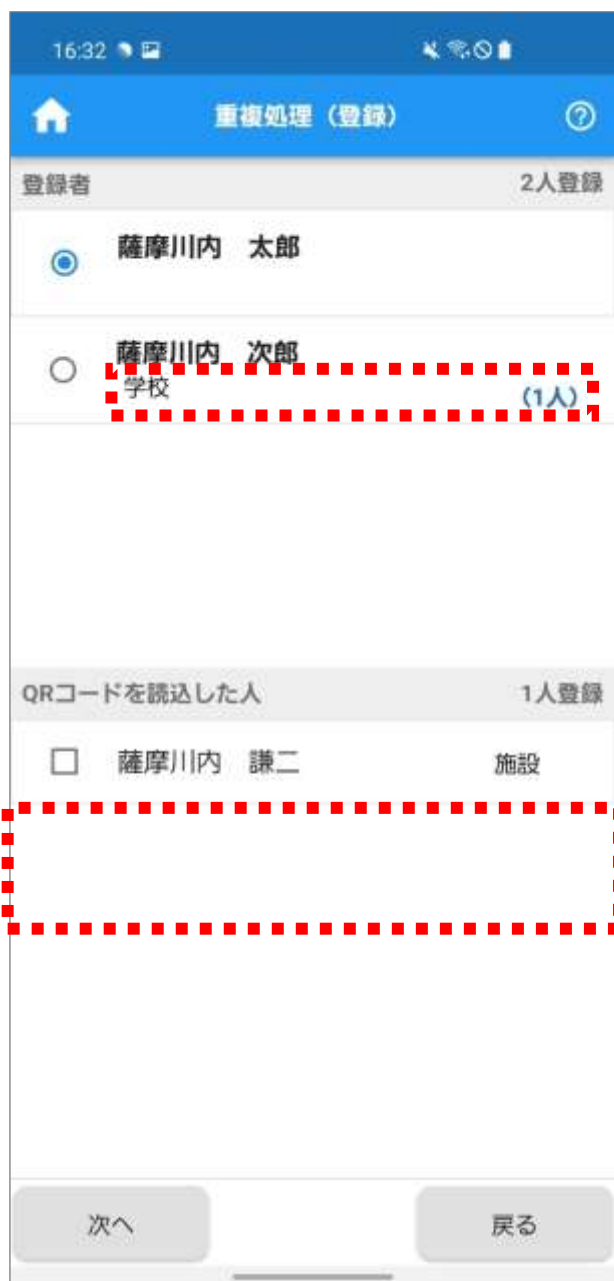 16:32
重複処理（登録）
登録者 2人登録
薩摩川内 太郎
薩摩川内 次郎
学校 (1人)
QRコードを読込した人 1人登録
薩摩川内 謙二 施設
次へ 戻る